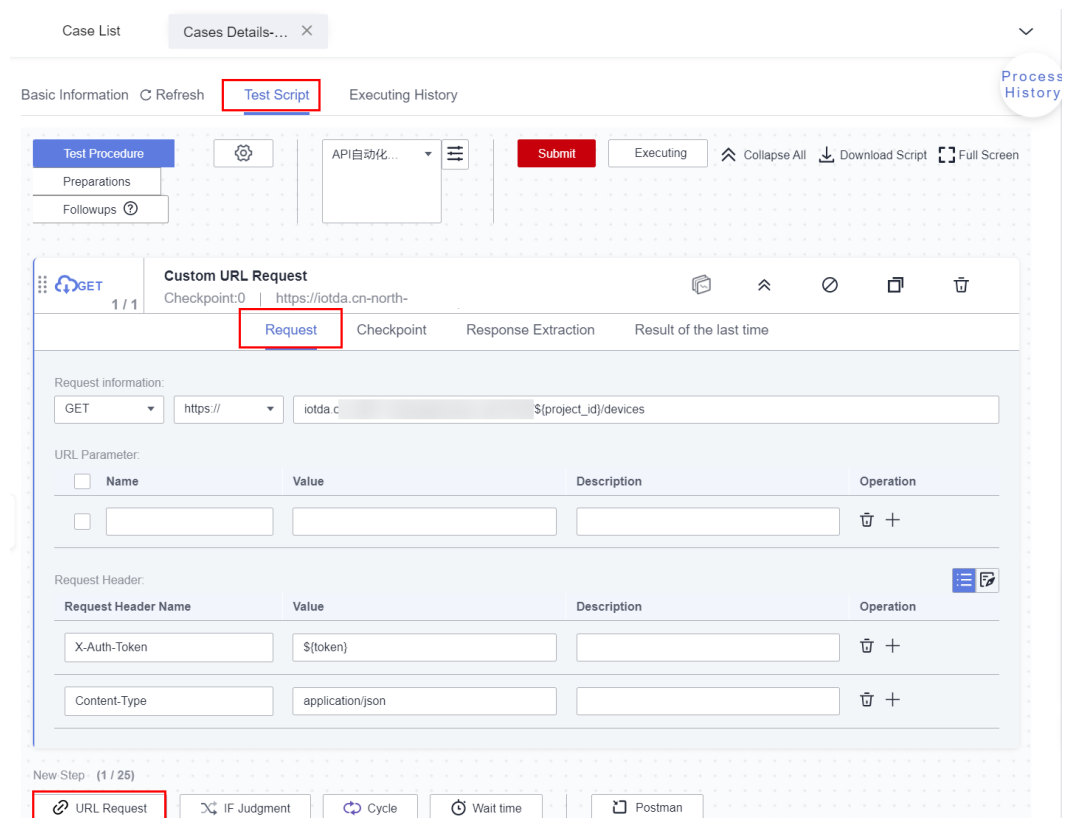 Case List Cases Details-...
Process
History
Basic Information Refresh Test Script Executing History
Test Procedure API自动化... Submit Executing Collapse All Download Script Full Screen
Preparations
Followups
GET Custom URL Request
1 / 1 Checkpoint:0 | https://iotda.cn-north-
Request Checkpoint Response Extraction Result of the last time
Request information:
GET https:// iotda.c ${project_id}/devices
URL Parameter:
Name Value Description Operation
Request Header:
Request Header Name Value Description Operation
X-Auth-Token ${token}
Content-Type application/json
New Step (1 / 25)
URL Request IF Judgment Cycle Wait time Postman